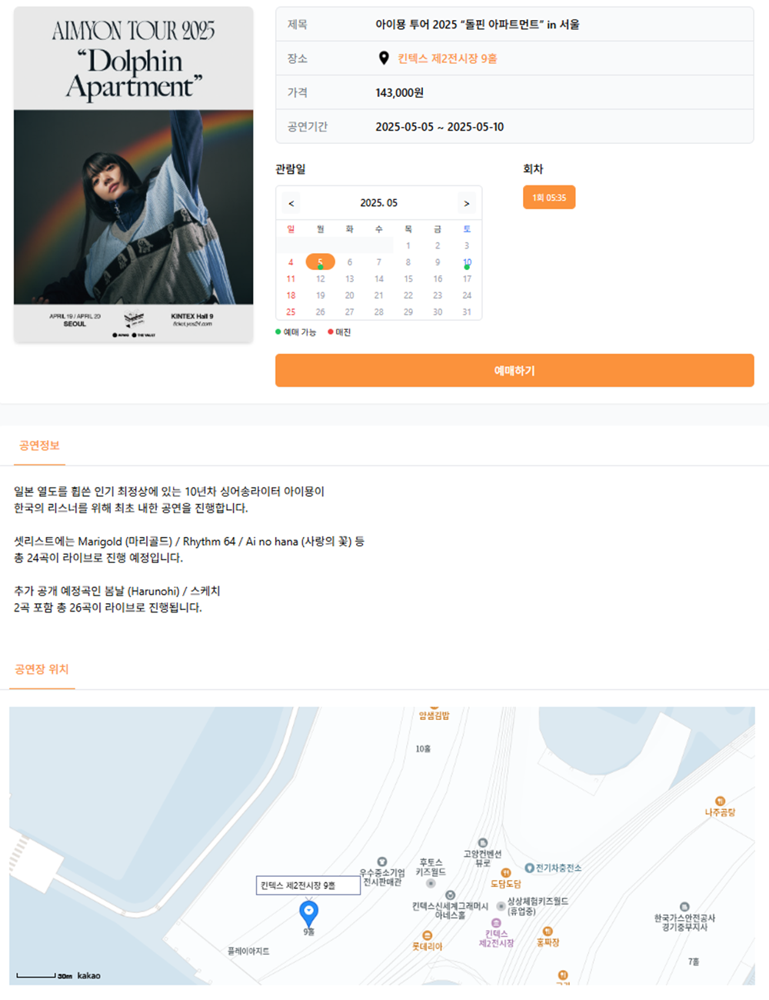 AIMYON TOUR 2025
“Dolphin
Apartment”
APRIL 19 / APRIL 20
SEOUL
KINTEX Hall 9
ticket.yes24.com
THE VAULT
제목 아이묭 투어 2025 “돌핀 아파트먼트” in 서울
장소 킨텍스 제2전시장 9홀
가격 143,000원
공연기간 2025-05-05 ~ 2025-05-10
관람일
< 2025. 05 >
일 월 화 수 목 금 토
1 2 3
4 5 6 7 8 9 10
11 12 13 14 15 16 17
18 19 20 21 22 23 24
25 26 27 28 29 30 31
예매 가능 매진
회차
1회 05:35
예매하기
공연정보
일본 열도를 휩쓴 인기 최정상에 있는 10년차 싱어송라이터 아이묭이
한국의 리스너를 위해 최초 내한 공연을 진행합니다.
셋리스트에는 Marigold (마리골드) / Rhythm 64 / Ai no hana (사랑의 꽃) 등
총 24곡이 라이브로 진행 예정입니다.
추가 공개 예정곡인 봄날 (Harunohi) / 스케치
2곡 포함 총 26곡이 라이브로 진행됩니다.
공연장 위치
얌샘김밥
10홀
나주곰탕
고양컨벤션
뷰로
전기차충전소
후토스
키즈월드
우수중소기업
전시판매관
도담도담
킨텍스 제2전시장 9홀
킨텍스신세계그래머시
아네스홀
상상체험키즈월드
(휴업중)
한국가스안전공사
경기중부지사
9홀
킨텍스
제2전시장
홍짜장
롯데리아
플레이아지트
7홀
30m kakao